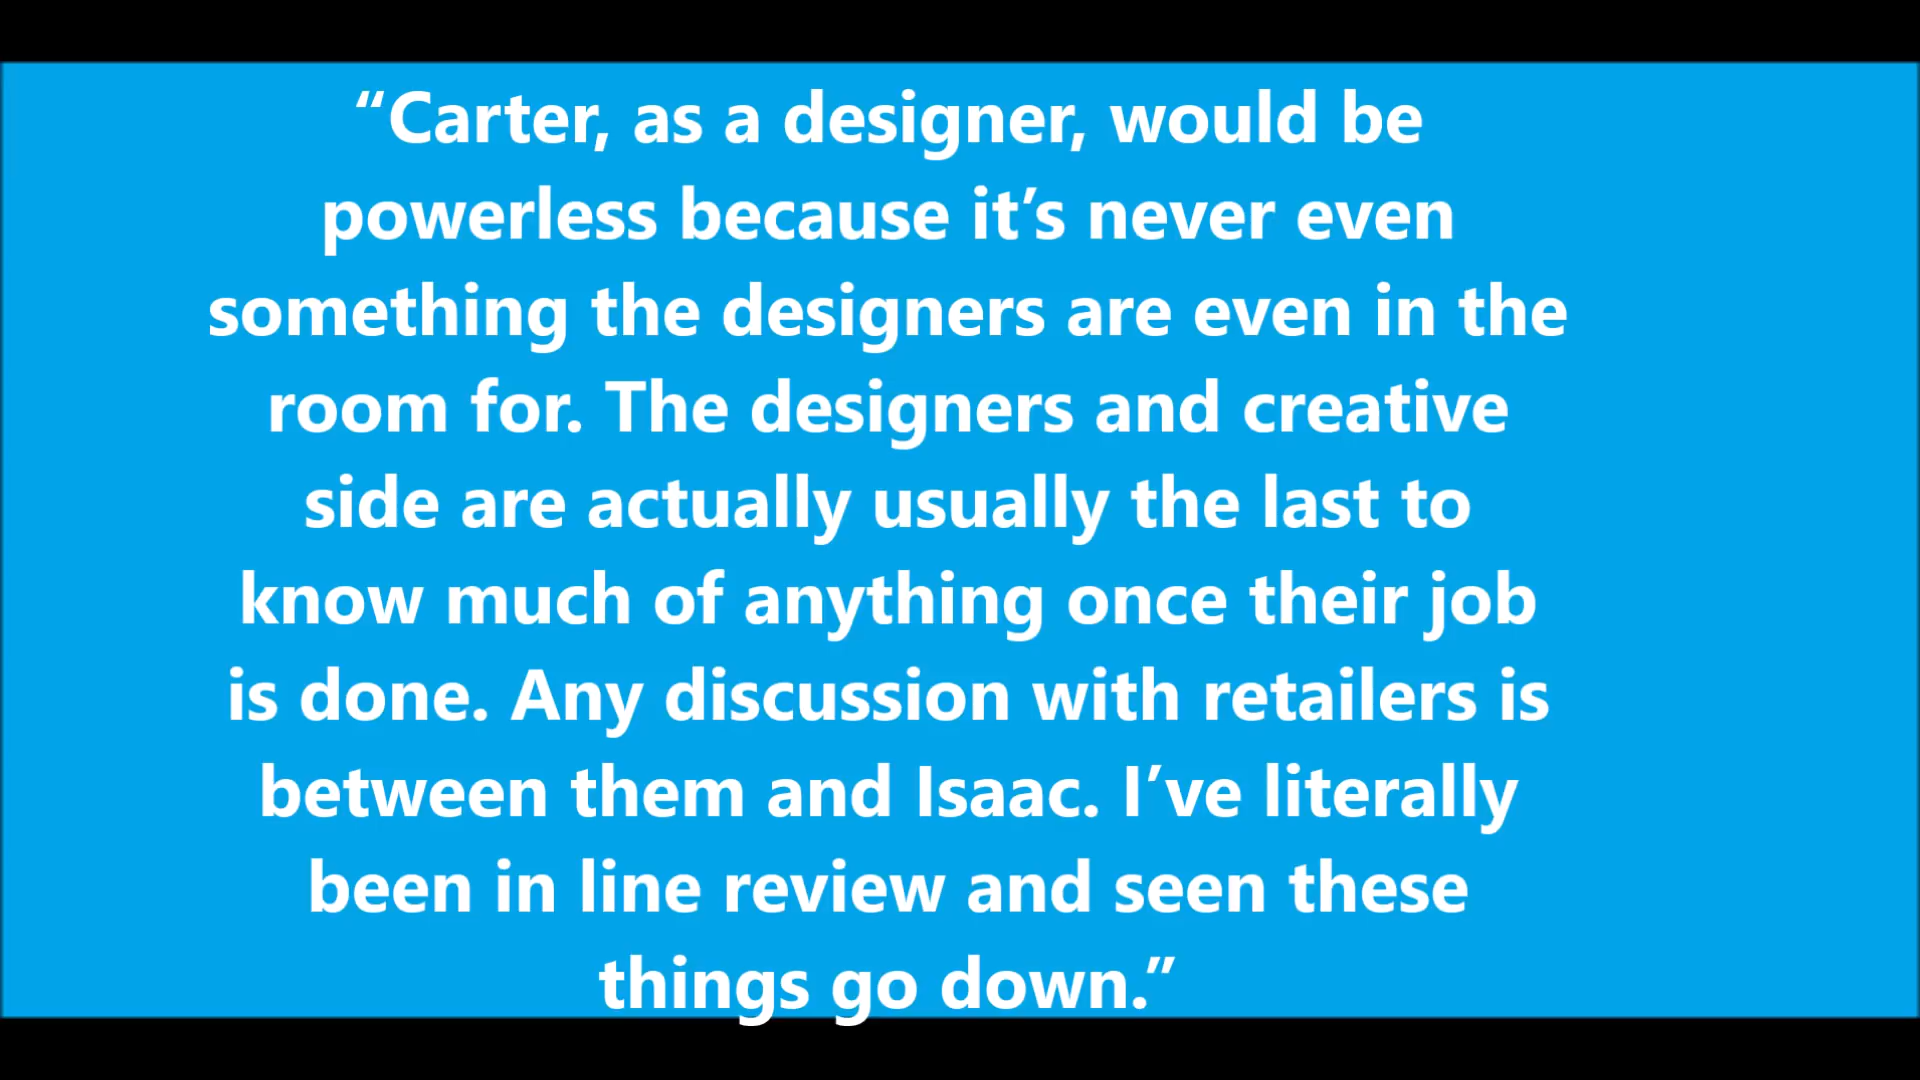 “Carter, as a designer, would be
powerless because it’s never even
something the designers are even in the
room for. The designers and creative
side are actually usually the last to
know much of anything once their job
is done. Any discussion with retailers is
between them and Isaac. I’ve literally
been in line review and seen these
things go down.”